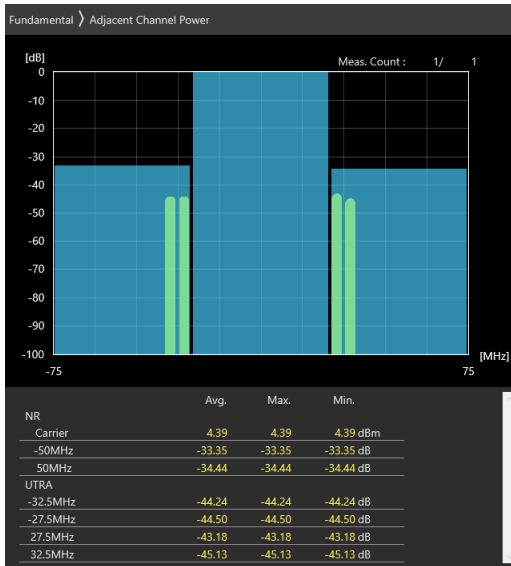 Fundamental 〉 Adjacent Channel Power
[dB]
Meas. Count : 1/ 1
0
-10
-20
-30
-40
-50
-60
-70
-80
-90
-100
[MHz]
-75 75
Avg. Max. Min.
NR
Carrier 4.39 4.39 4.39 dBm
-50MHz -33.35 -33.35 -33.35 dB
50MHz -34.44 -34.44 -34.44 dB
UTRA
-32.5MHz -44.24 -44.24 -44.24 dB
-27.5MHz -44.50 -44.50 -44.50 dB
27.5MHz -43.18 -43.18 -43.18 dB
32.5MHz -45.13 -45.13 -45.13 dB